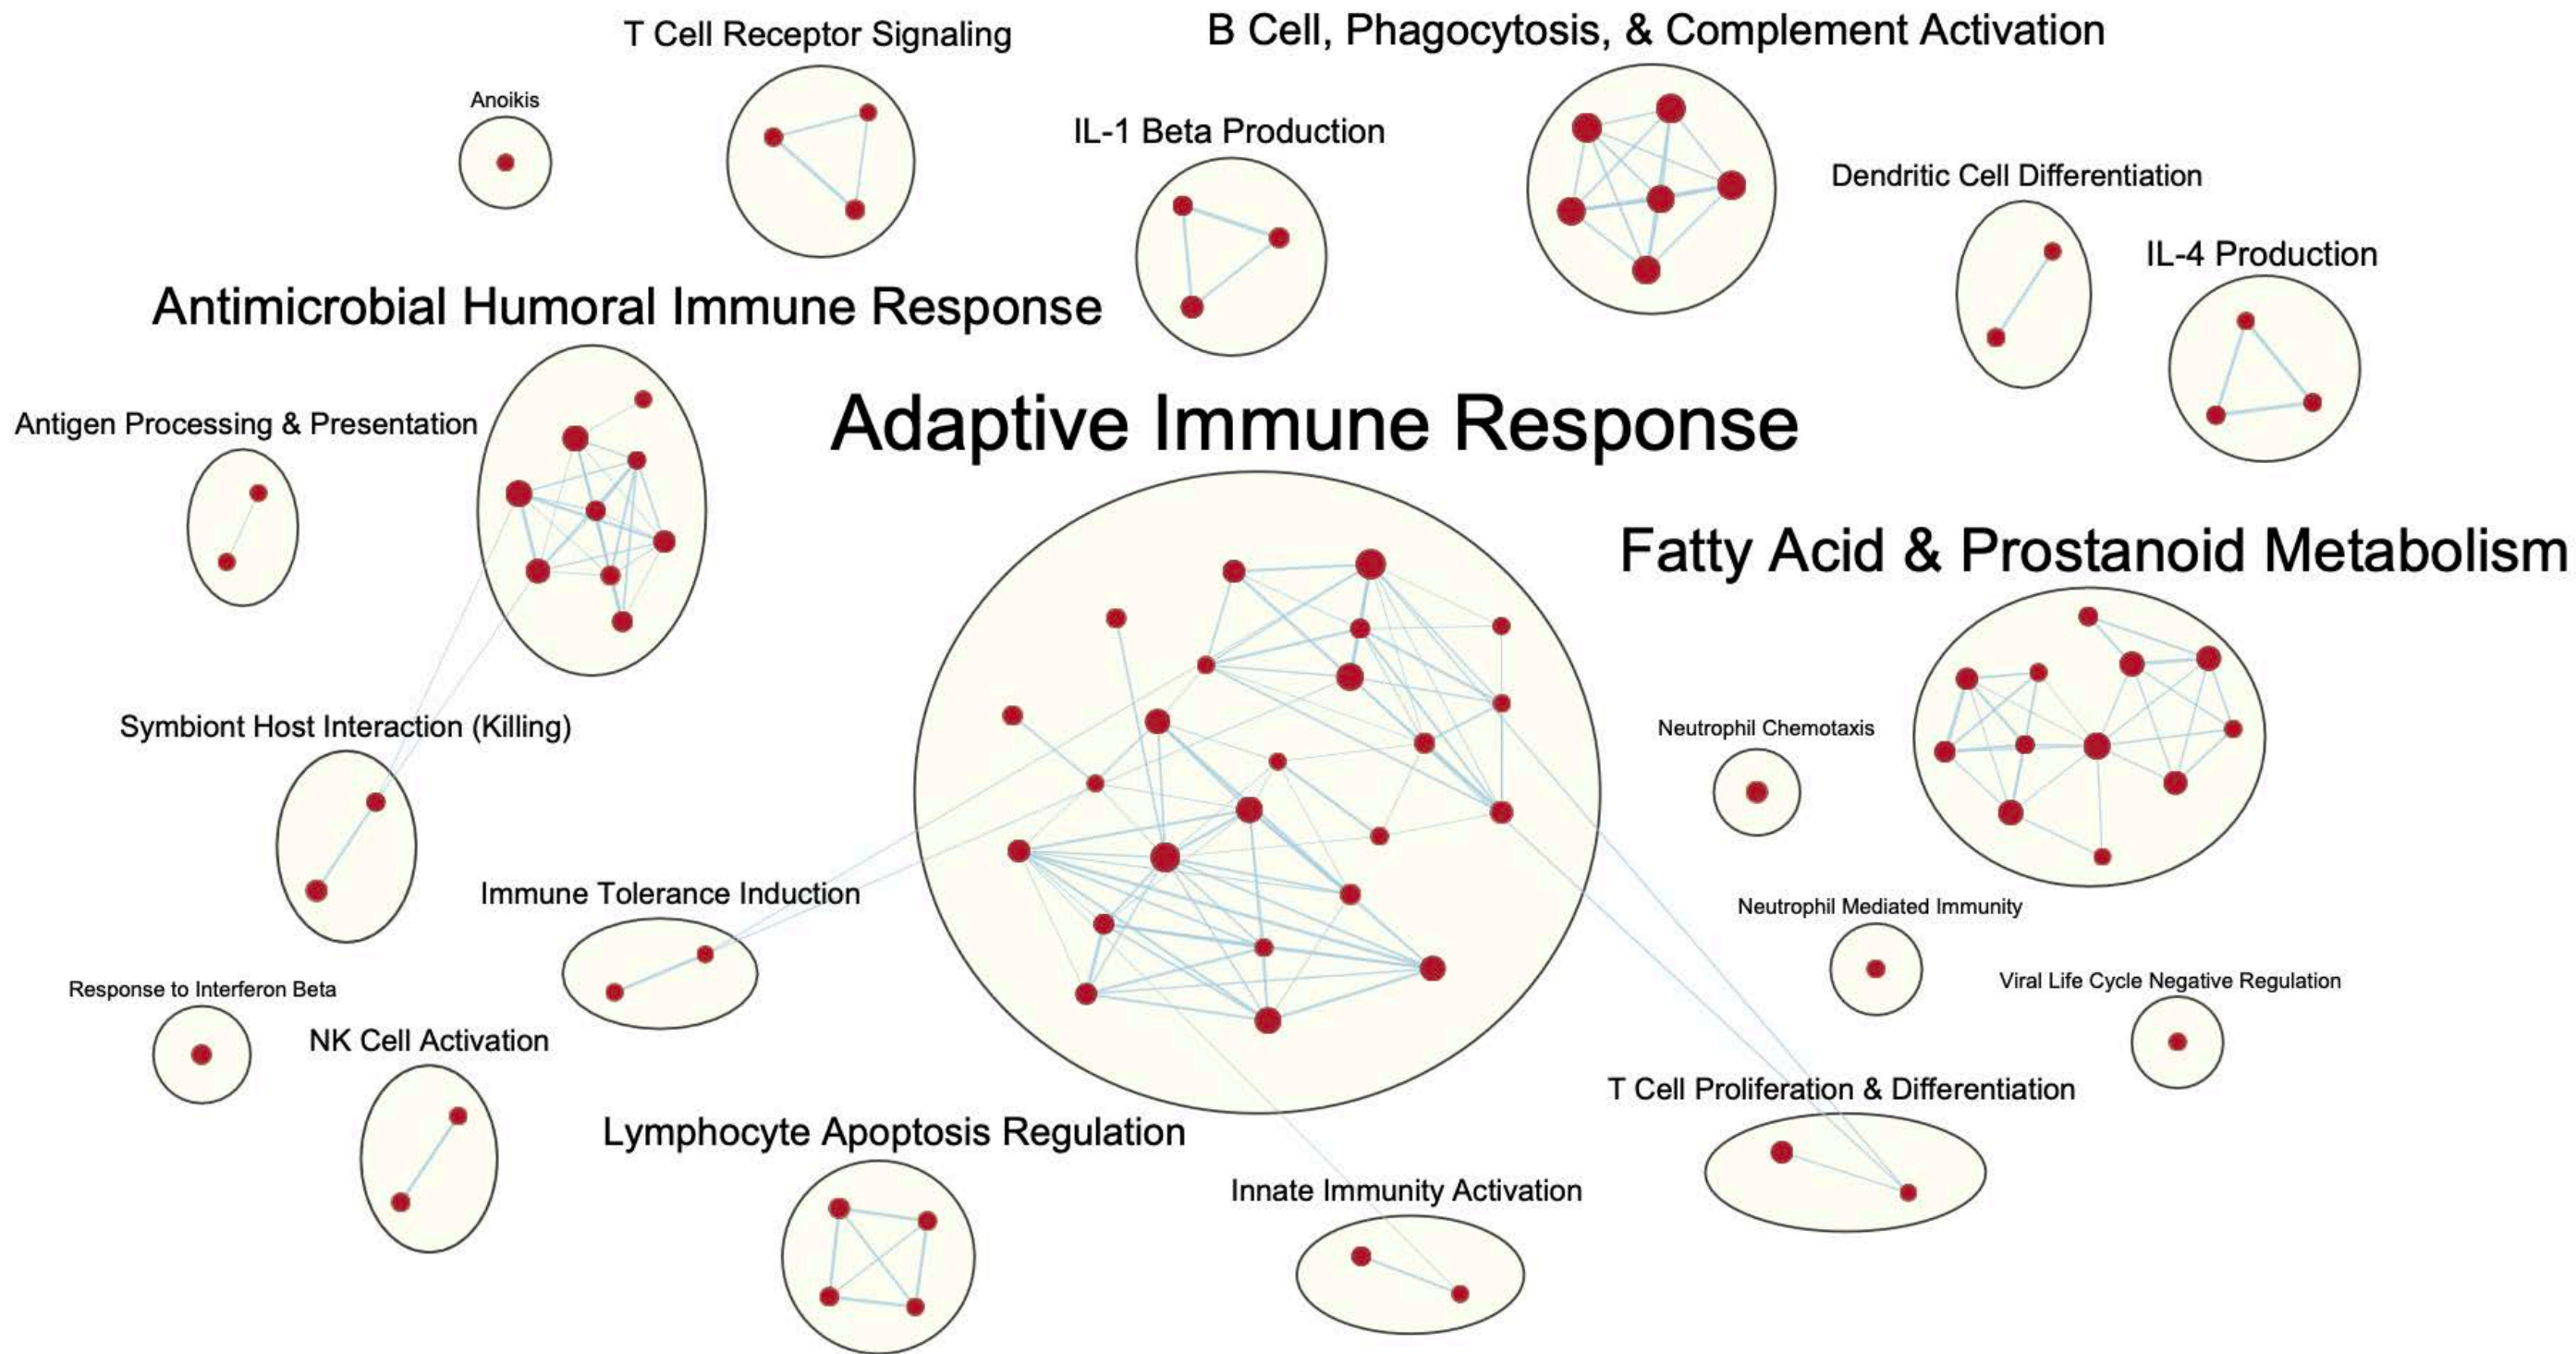 T Cell Receptor Signaling
B Cell, Phagocytosis, & Complement Activation
Anoikis
IL-1 Beta Production
Dendritic Cell Differentiation
IL-4 Production
Antimicrobial Humoral Immune Response
Antigen Processing & Presentation
Adaptive Immune Response
Fatty Acid & Prostanoid Metabolism
Symbiont Host Interaction (Killing)
Neutrophil Chemotaxis
Immune Tolerance Induction
Neutrophil Mediated Immunity
Response to Interferon Beta
Viral Life Cycle Negative Regulation
NK Cell Activation
T Cell Proliferation & Differentiation
Lymphocyte Apoptosis Regulation
Innate Immunity Activation